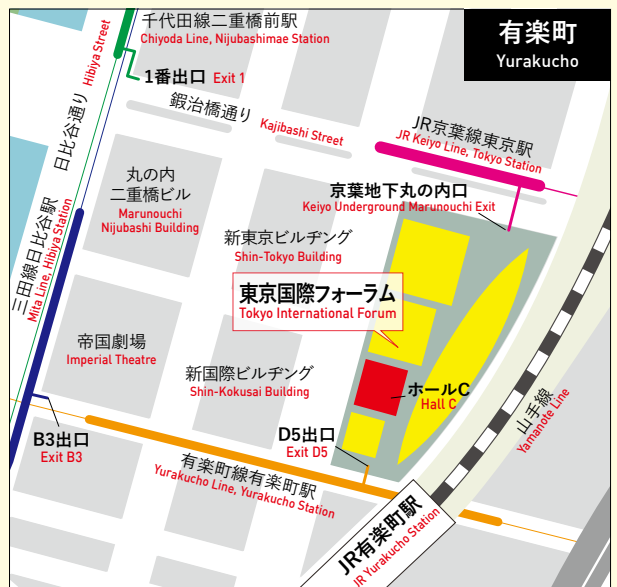 千代田線二重橋前駅
Chiyoda Line, Nijubashimae Station
有楽町
Yurakucho
1番出口 Exit 1
日比谷通り Hibiya Street
鍛治橋通り Kajibashi Street
JR京葉線東京駅
JR Keiyo Line, Tokyo Station
丸の内
二重橋ビル
Marunouchi
Nijubashi Building
京葉地下丸の内口
Keiyo Underground Marunouchi Exit
三田線日比谷駅
Mita Line, Hibiya Station
新東京ビルヂング
Shin-Tokyo Building
東京国際フォーラム
Tokyo International Forum
帝国劇場
Imperial Theatre
新国際ビルヂング
Shin-Kokusai Building
ホールC
Hall C
山手線
Yamanote Line
B3出口
Exit B3
D5出口
Exit D5
有楽町線有楽町駅
Yurakucho Line, Yurakucho Station
JR有楽町駅
JR Yurakucho Station